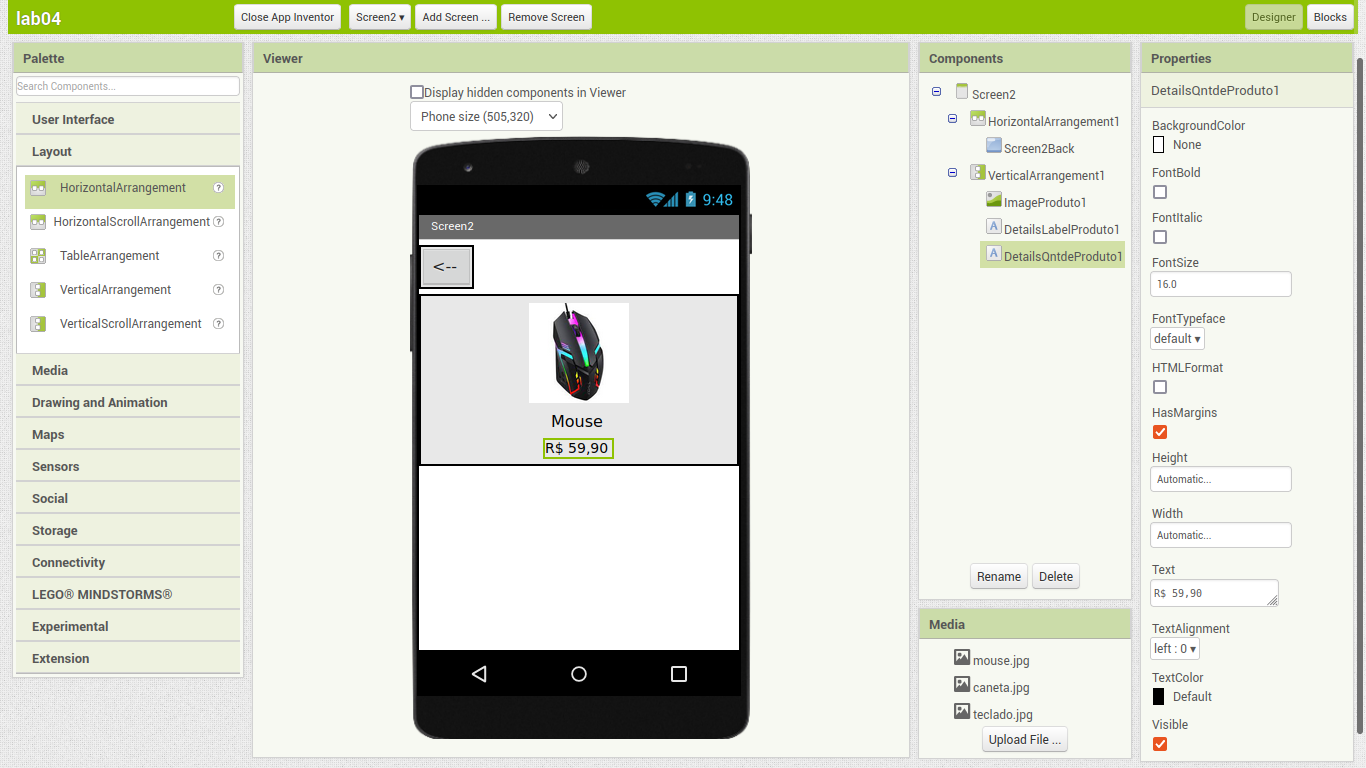 lab04
Close App Inventor
Screen2 ▾
Add Screen ...
Remove Screen
Designer
Blocks
Palette
Search Components...
User Interface
Layout
HorizontalArrangement ?
HorizontalScrollArrangement ?
TableArrangement ?
VerticalArrangement ?
VerticalScrollArrangement ?
Media
Drawing and Animation
Maps
Sensors
Social
Storage
Connectivity
LEGO® MINDSTORMS®
Experimental
Extension
Viewer
Display hidden components in Viewer
Phone size (505,320)
9:48
Screen2
<--
Mouse
R$ 59,90
Components
Screen2
HorizontalArrangement1
Screen2Back
VerticalArrangement1
ImageProduto1
DetailsLabelProduto1
DetailsQntdeProduto1
Rename
Delete
Media
mouse.jpg
caneta.jpg
teclado.jpg
Upload File ...
Properties
DetailsQntdeProduto1
BackgroundColor
None
FontBold
FontItalic
FontSize
16.0
FontTypeface
default ▾
HTMLFormat
HasMargins
Height
Automatic...
Width
Automatic...
Text
R$ 59,90
TextAlignment
left : 0 ▾
TextColor
Default
Visible